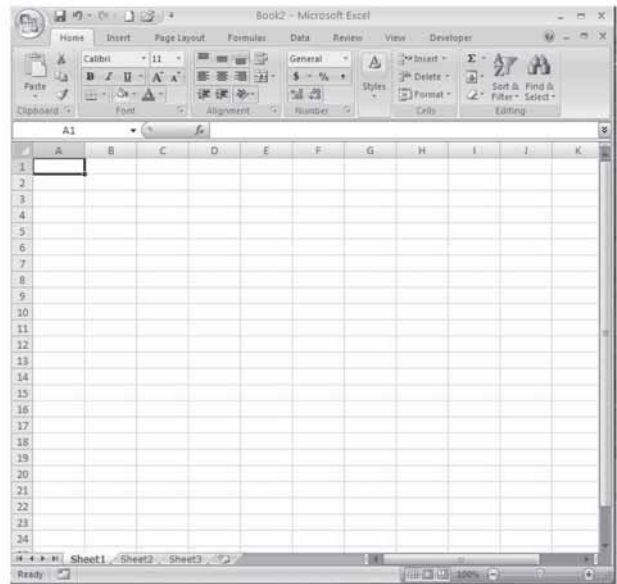 Book2 - Microsoft Excel
Home Insert Page Layout Formulas Data Review View Developer
Calibri 11 General
Paste B I U A A $ - % , Styles Insert Delete Format Σ Sort & Filter Find & Select
Clipboard Font Alignment Number Cells Editing
A1 fx
A B C D E F G H I J K
1
2
3
4
5
6
7
8
9
10
11
12
13
14
15
16
17
18
19
20
21
22
23
24
Sheet1 Sheet2 Sheet3
Ready 100%